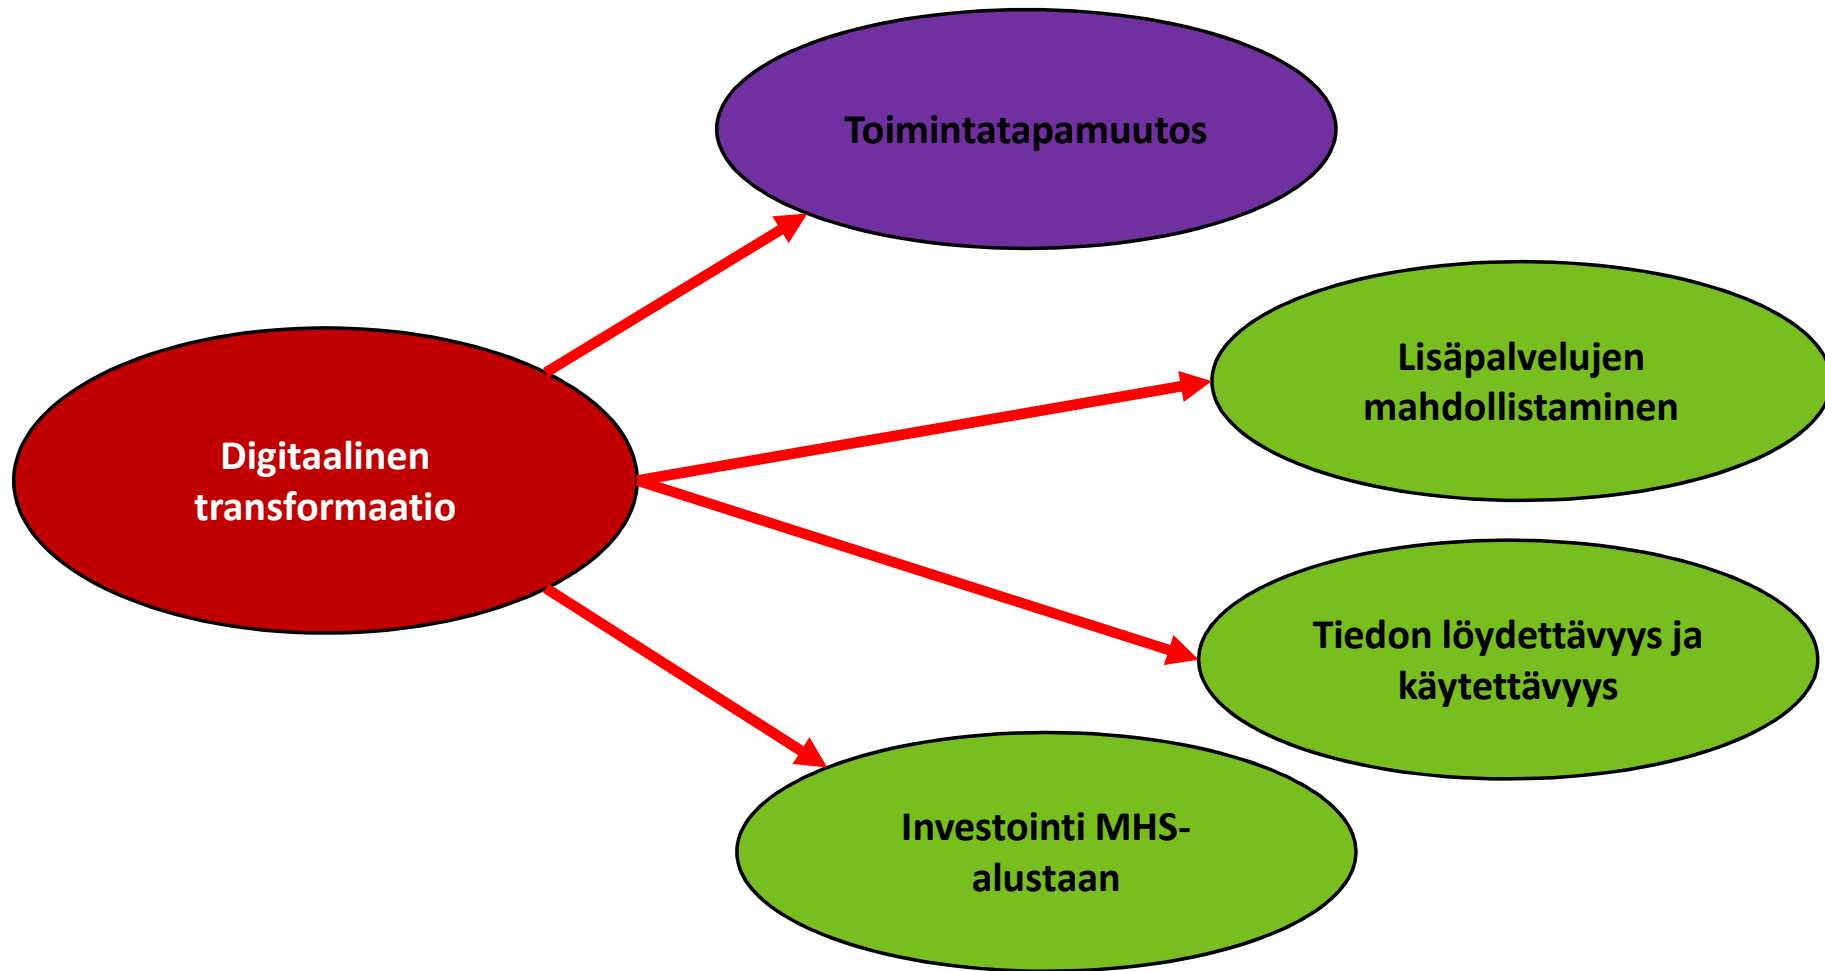 Toimintatapamuutos
Lisäpalvelujen
mahdollistaminen
Digitaalinen
transformaatio
Tiedon löydettävyys ja
käytettävyys
Investointi MHS-
alustaan